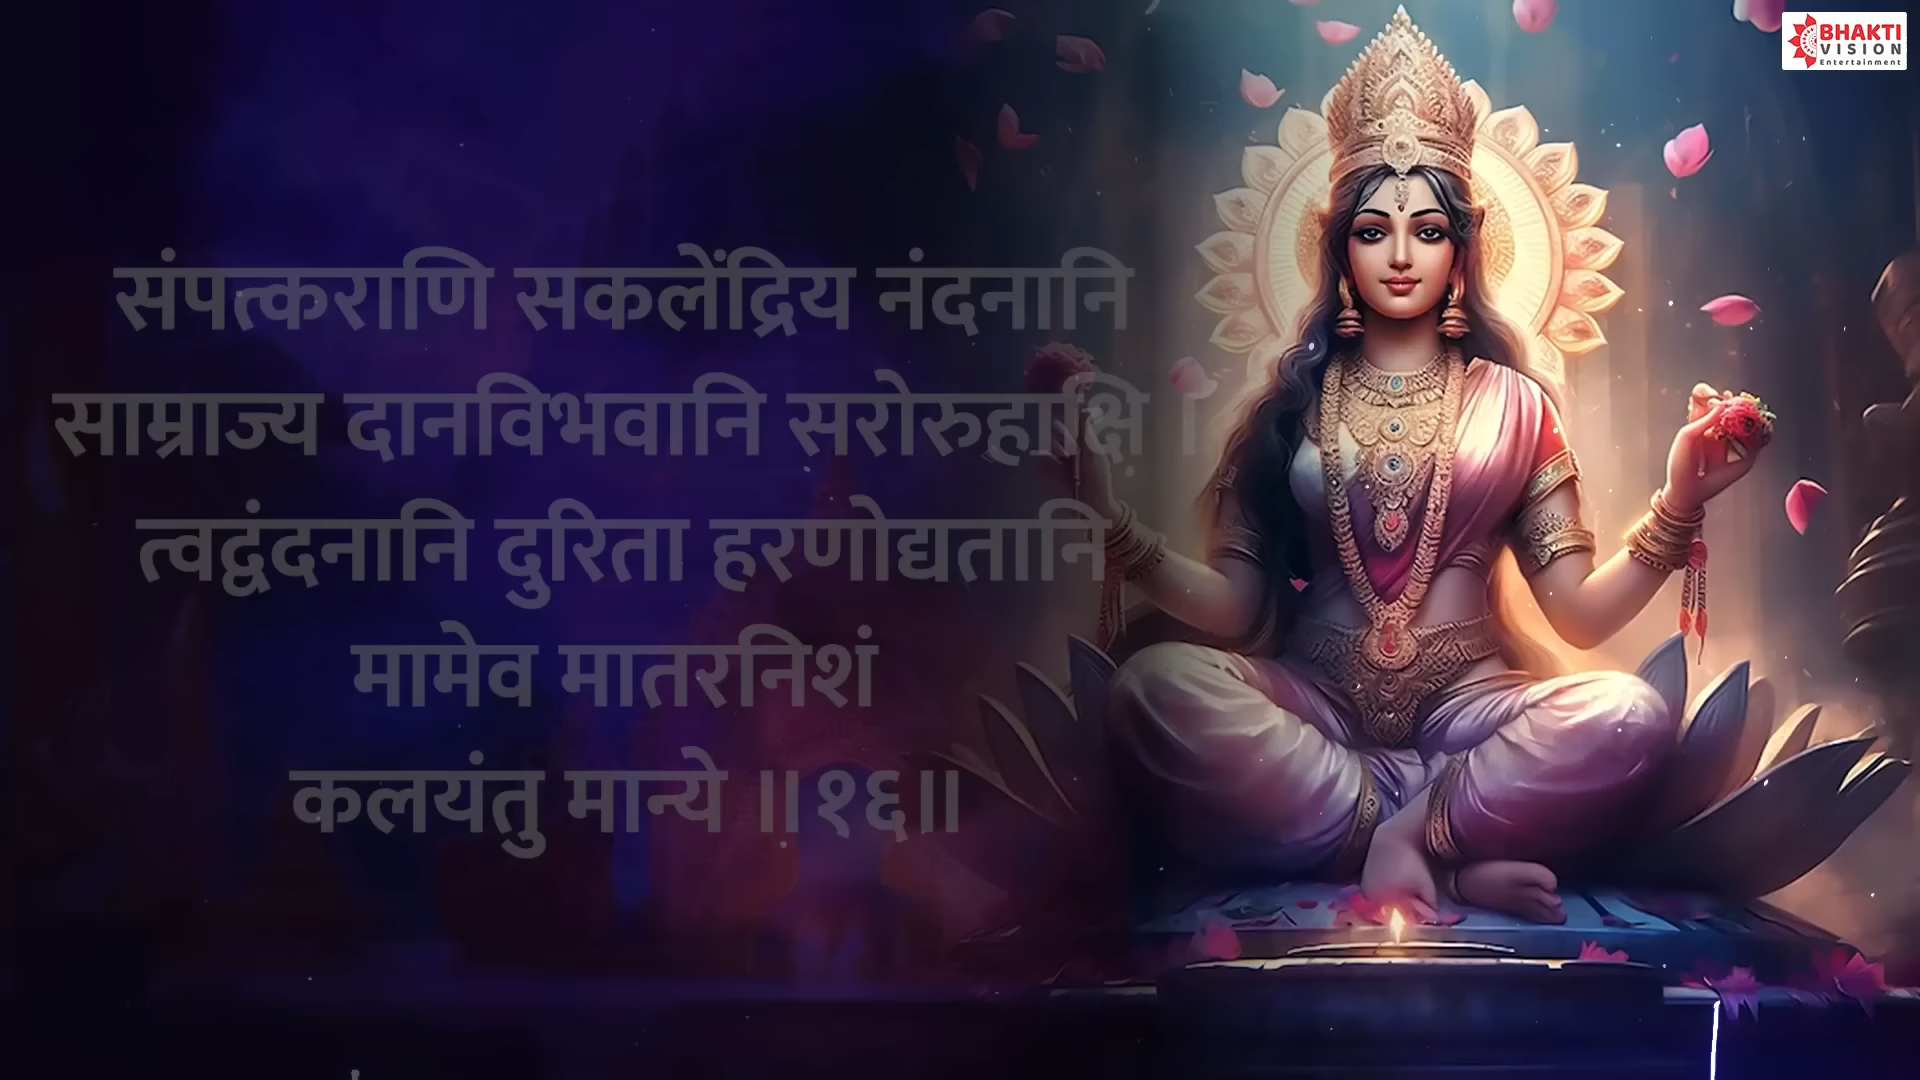 संपत्कराणि सकलेंद्रिय नंदनानि
साम्राज्य दानविभवानि सरोरुहाक्षि ।
त्वद्वंदनानि दुरिता हरणोद्यतानि
मामेव मातरनिशं
कलयंतु मान्ये ॥१६॥
BHAKTI
VISION
Entertainment